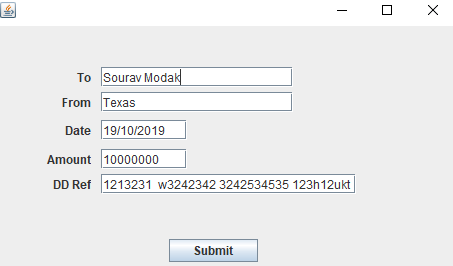 To Sourav Modak
From Texas
Date 19/10/2019
Amount 10000000
DD Ref 1213231 w3242342 3242534535 123h12ukt
Submit